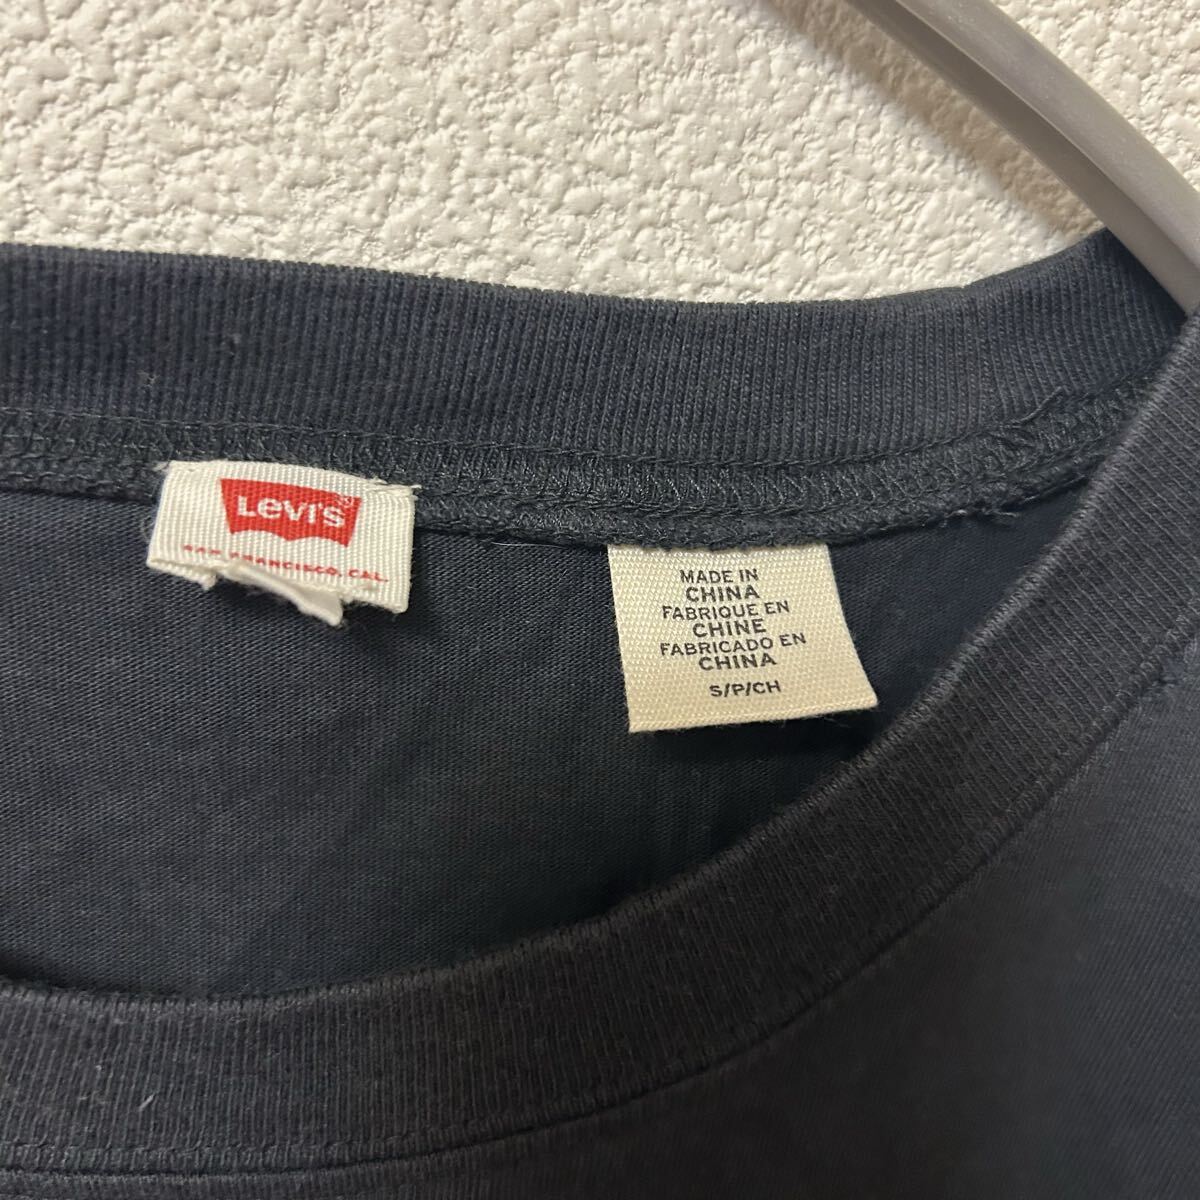 LEVI'S
SAN FRANCISCO, CAL.
MADE IN
CHINA
FABRIQUE EN
CHINE
FABRICADO EN
CHINA
S/P/CH